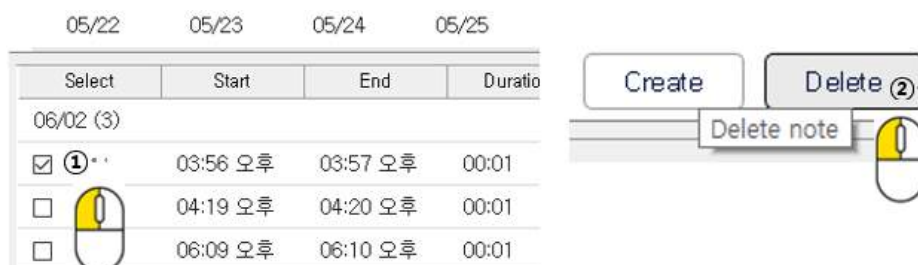 05/22 05/23 05/24 05/25
Select Start End Duratio
06/02 (3)
① 03:56 오후 03:57 오후 00:01
04:19 오후 04:20 오후 00:01
06:09 오후 06:10 오후 00:01
Create Delete ②
Delete note